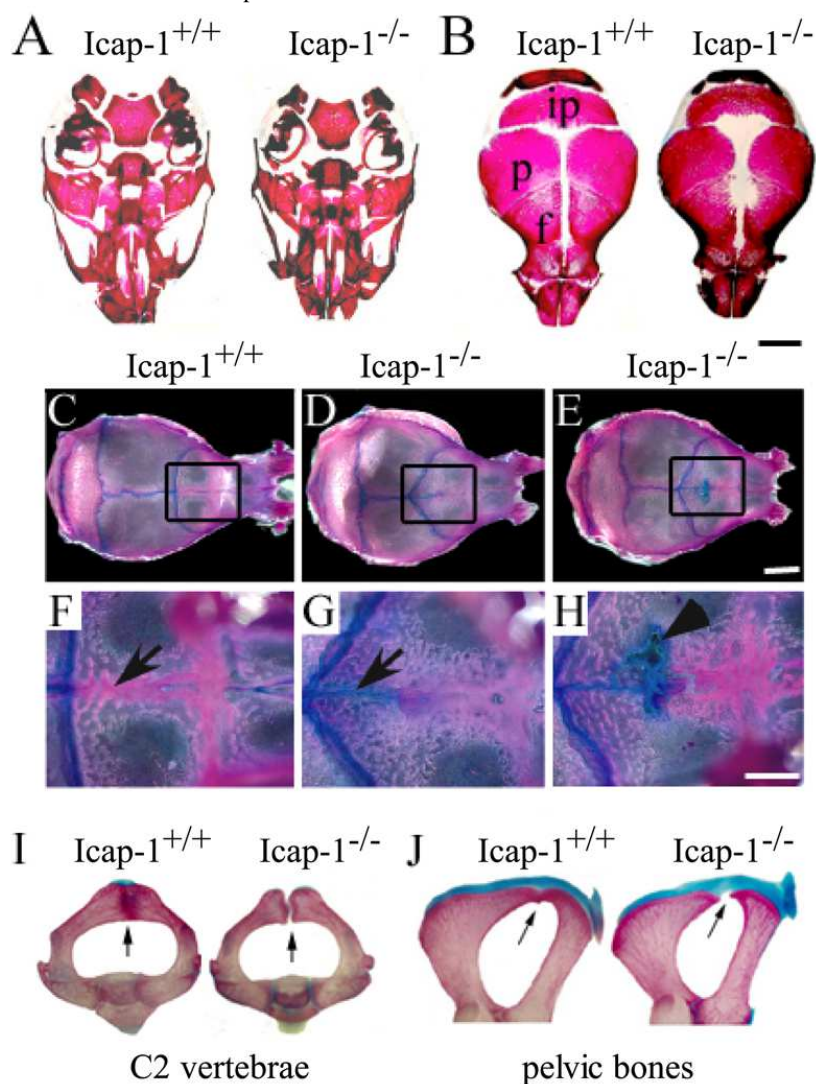 A Icap-1+/+ Icap-1-/- B Icap-1+/+ Icap-1-/-
ip
p
f
Icap-1+/+ Icap-1-/- Icap-1-/-
C D E
F G H
I Icap-1+/+ Icap-1-/- J Icap-1+/+ Icap-1-/-
C2 vertebrae pelvic bones